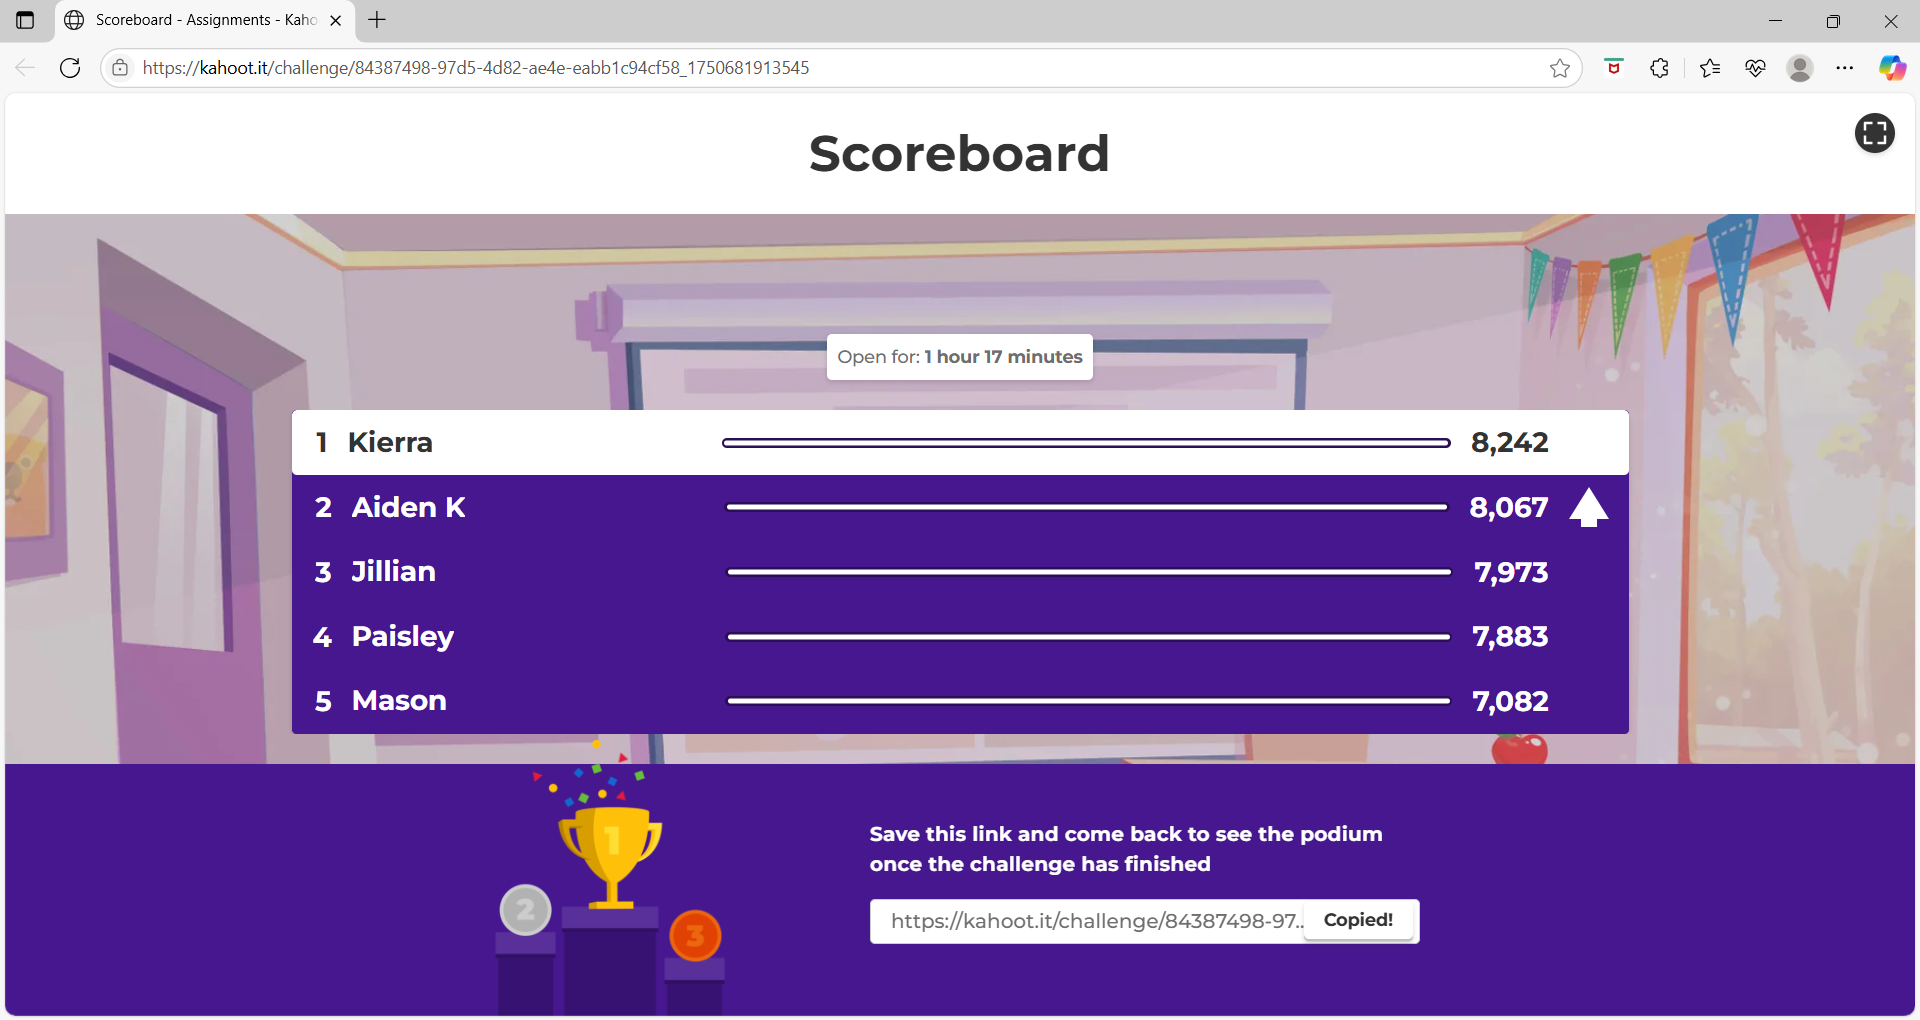 Scoreboard - Assignments - Kaho
https://kahoot.it/challenge/84387498-97d5-4d82-ae4e-eabb1c94cf58_1750681913545
Scoreboard
Open for: 1 hour 17 minutes
1 Kierra 8,242
2 Aiden K 8,067
3 Jillian 7,973
4 Paisley 7,883
5 Mason 7,082
1
2
3
Save this link and come back to see the podium
once the challenge has finished
https://kahoot.it/challenge/84387498-97.. Copied!